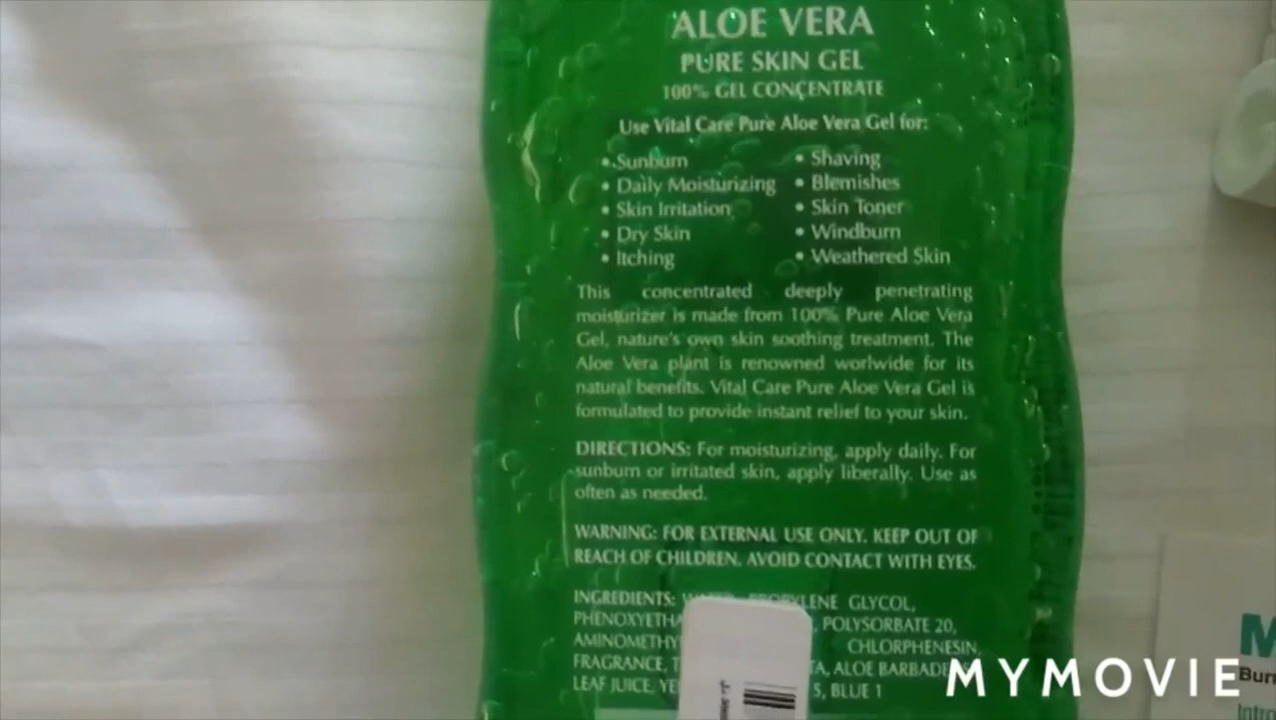 ALOE VERA
PURE SKIN GEL
100% GEL CONCENTRATE
Use Vital Care Pure Aloe Vera Gel for:
• Sunburn • Shaving
• Daily Moisturizing • Blemishes
• Skin Irritation • Skin Toner
• Dry Skin • Windburn
• Itching • Weathered Skin
This concentrated deeply penetrating
moisturizer is made from 100% Pure Aloe Vera
Gel, nature's own skin soothing treatment. The
Aloe Vera plant is renowned worlwide for its
natural benefits. Vital Care Pure Aloe Vera Gel is
formulated to provide instant relief to your skin.
DIRECTIONS: For moisturizing, apply daily. For
sunburn or irritated skin, apply liberally. Use as
often as needed.
WARNING: FOR EXTERNAL USE ONLY. KEEP OUT OF
REACH OF CHILDREN. AVOID CONTACT WITH EYES.
INGREDIENTS: GLYCOL,
POLYSORBATE 20,
CHLORPHENESIN,
FRAGRANCE, ALOE
LEAF JUICE, BLUE 1
MYMOVIE